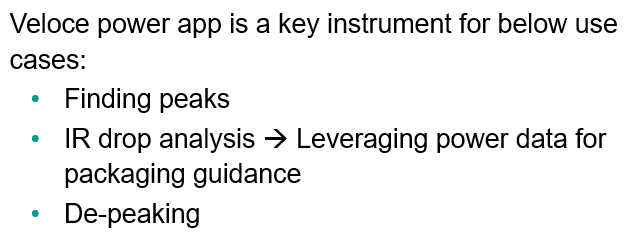 Veloce power app is a key instrument for below use
cases:
• Finding peaks
• IR drop analysis → Leveraging power data for
packaging guidance
• De-peaking